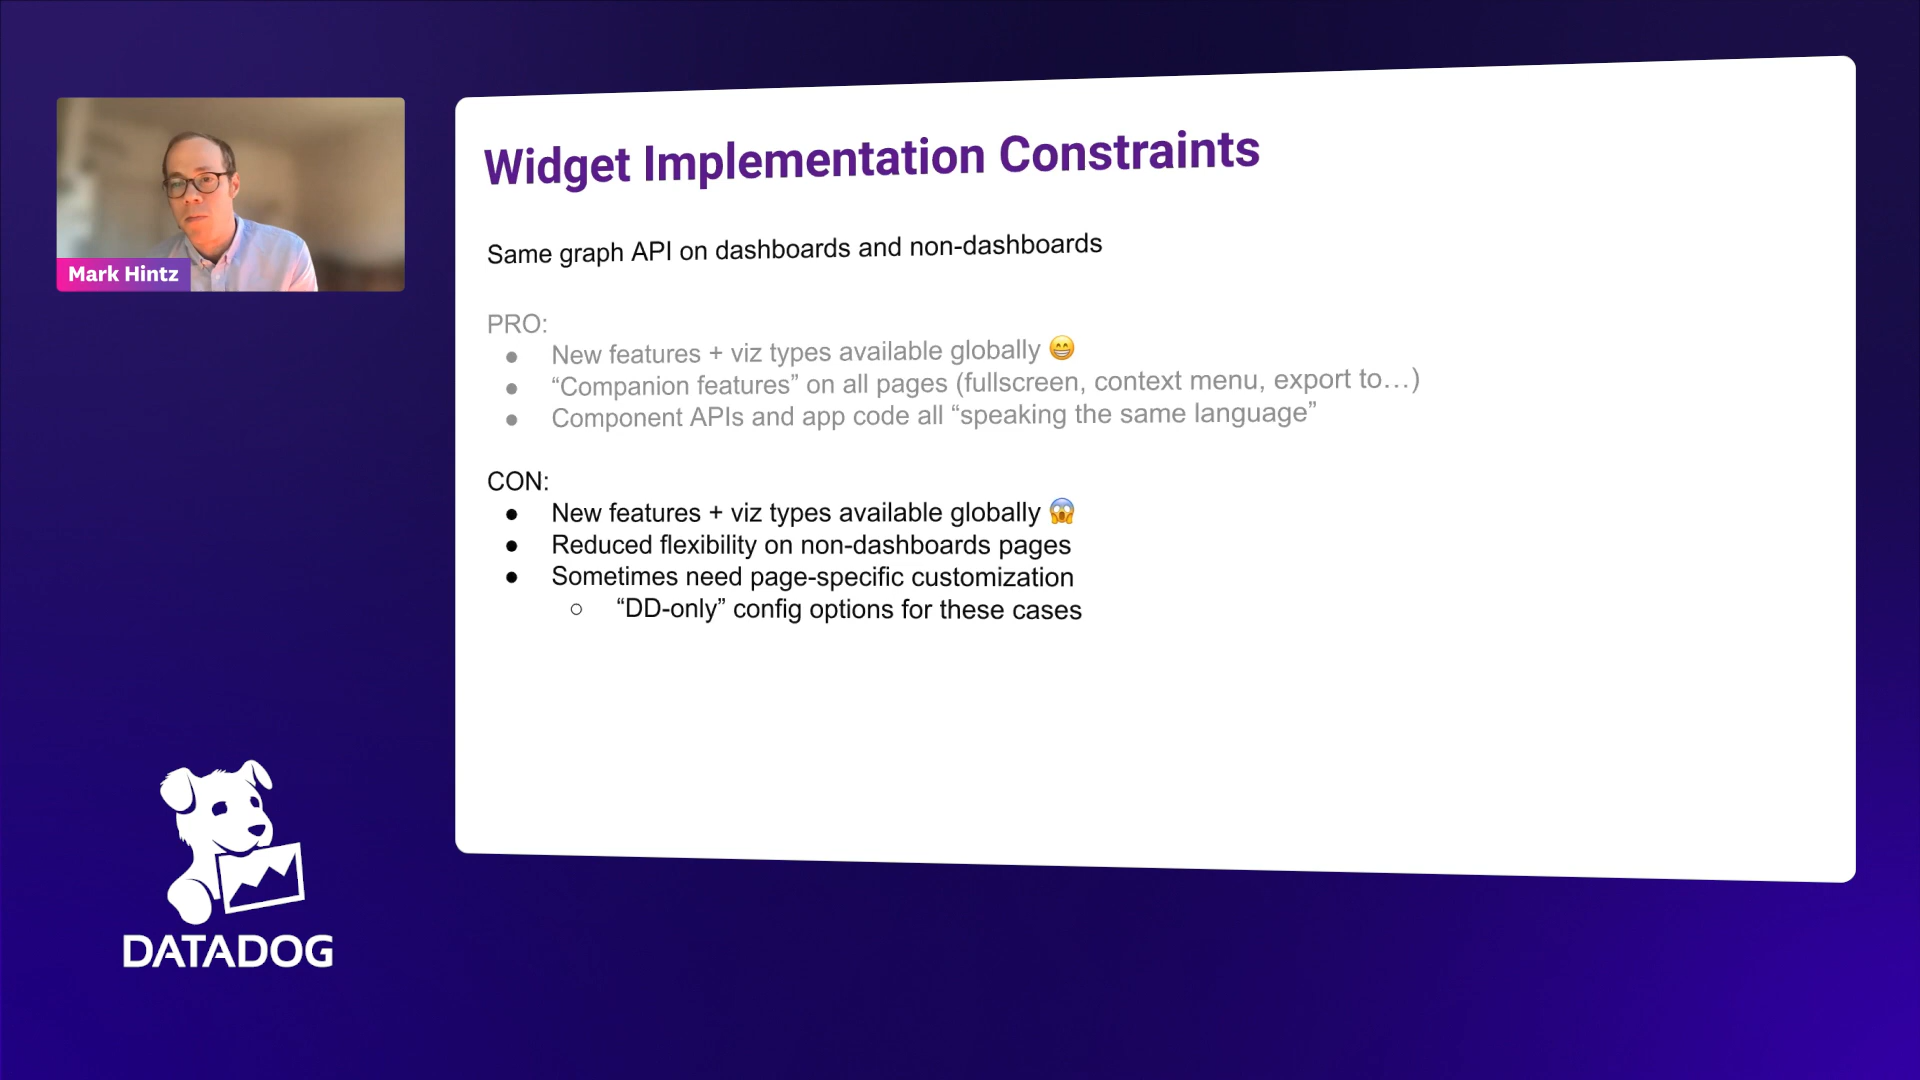 Mark Hintz
DATADOG
Widget Implementation Constraints
Same graph API on dashboards and non-dashboards
PRO:
● New features + viz types available globally 😁
● “Companion features” on all pages (fullscreen, context menu, export to…)
● Component APIs and app code all “speaking the same language”
CON:
● New features + viz types available globally 😱
● Reduced flexibility on non-dashboards pages
● Sometimes need page-specific customization
○ “DD-only” config options for these cases